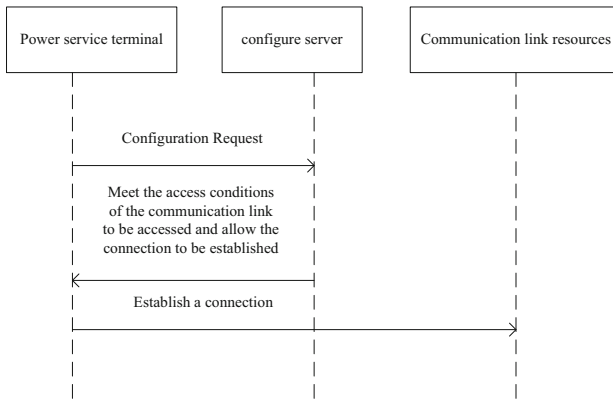 Power service terminal
configure server
Communication link resources
Configuration Request
Meet the access conditions
of the communication link
to be accessed and allow the
connection to be established
Establish a connection